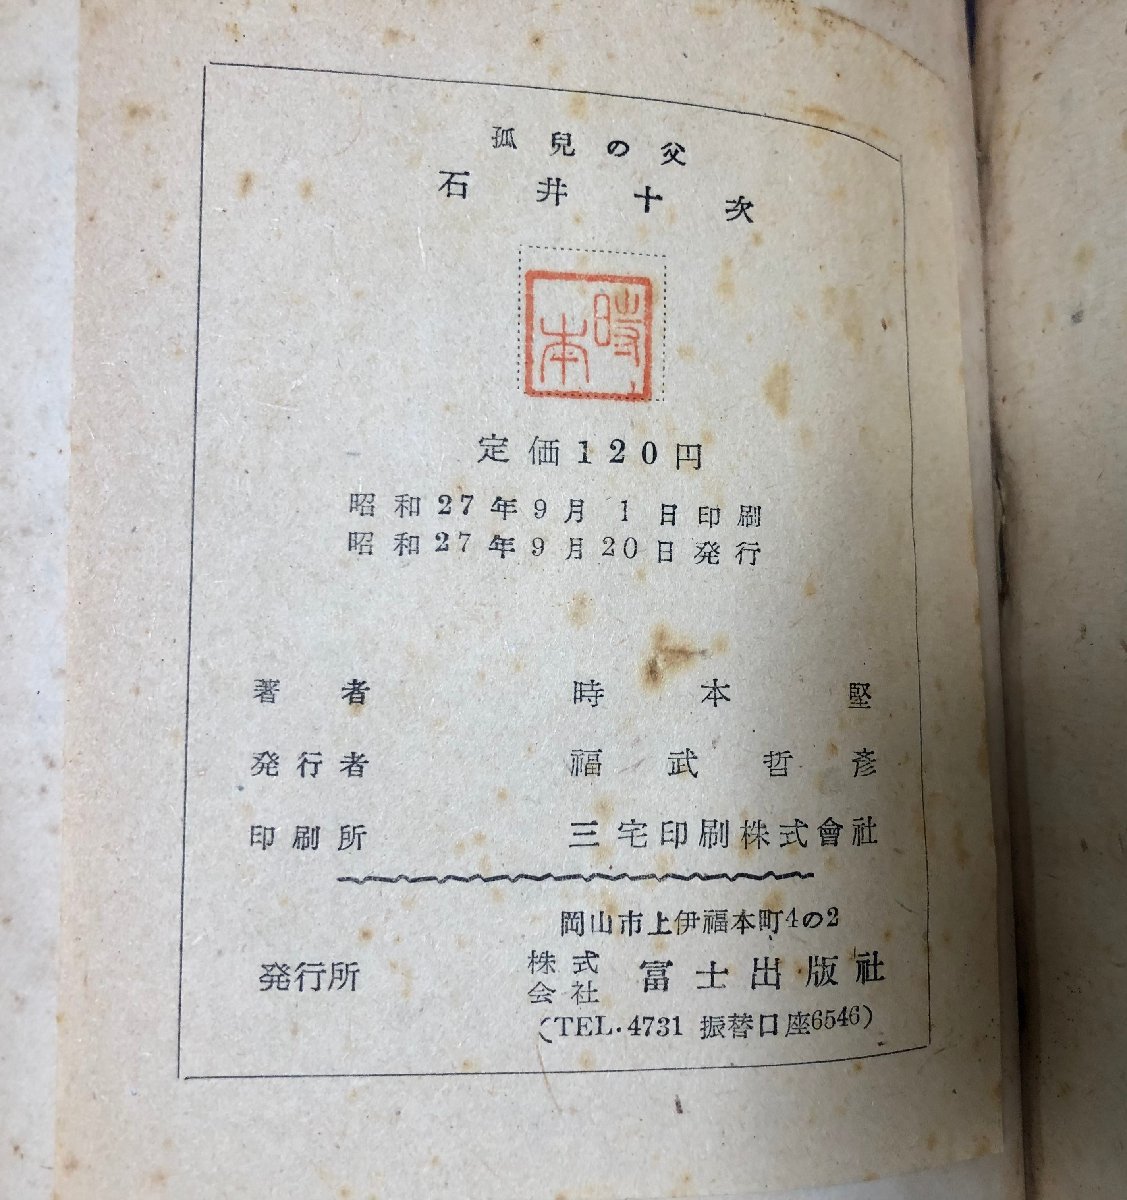 孤兒の父
石井十次
時本
定価120円
昭和27年9月1日印刷
昭和27年9月20日発行
著者 時本堅
発行者 福武哲彦
印刷所 三宅印刷株式會社
岡山市上伊福本町4の2
発行所 株式会社 富士出版社
(TEL.4731 振替口座6546)